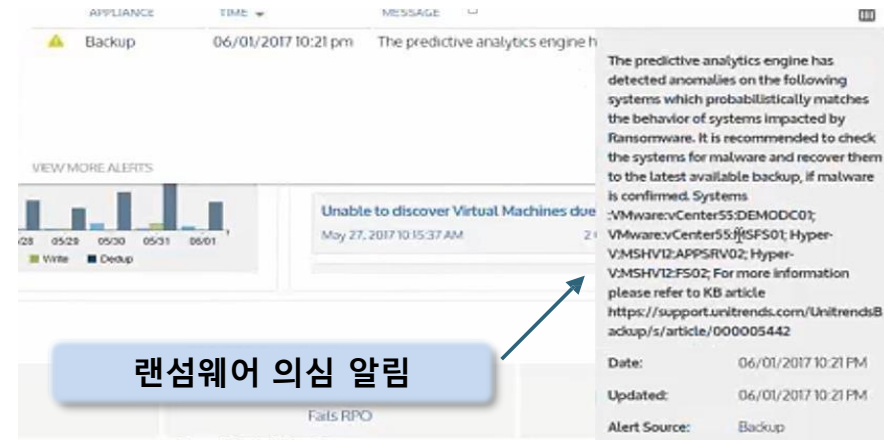 APPLIANCE TIME MESSAGE
Backup 06/01/2017 10:21 pm The predictive analytics engine h
VIEW MORE ALERTS
/28 05/29 05/30 05/31 06/01
Write Dedup
Unable to discover Virtual Machines due
May 27, 2017 10:15:37 AM 2
랜섬웨어 의심 알림
Fails RPO
The predictive analytics engine has
detected anomalies on the following
systems which probabilistically matches
the behavior of systems impacted by
Ransomware. It is recommended to check
the systems for malware and recover them
to the latest available backup, if malware
is confirmed. Systems
:VMware:vCenter55:DEMODC01;
VMware:vCenter55:MSFS01; Hyper-
V:MSHV12:APPSRV02; Hyper-
V:MSHV12:FS02; For more information
please refer to KB article
https://support.unitrends.com/UnitrendsB
ackup/s/article/000005442
Date: 06/01/2017 10:21 PM
Updated: 06/01/2017 10:21 PM
Alert Source: Backup